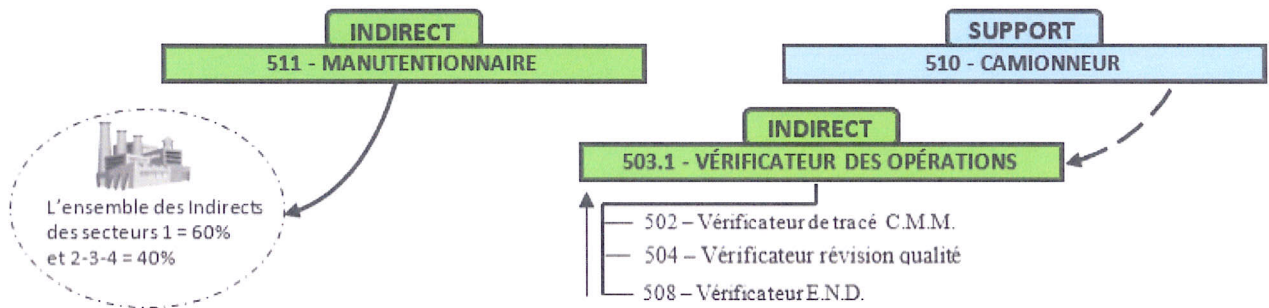 INDIRECT
511 - MANUTENTIONNAIRE
SUPPORT
510 - CAMIONNEUR
INDIRECT
503.1 - VÉRIFICATEUR DES OPÉRATIONS
L'ensemble des Indirects
des secteurs 1 = 60%
et 2-3-4 = 40%
502 – Vérificateur de tracé C.M.M.
504 – Vérificateur révision qualité
508 – Vérificateur E.N.D.